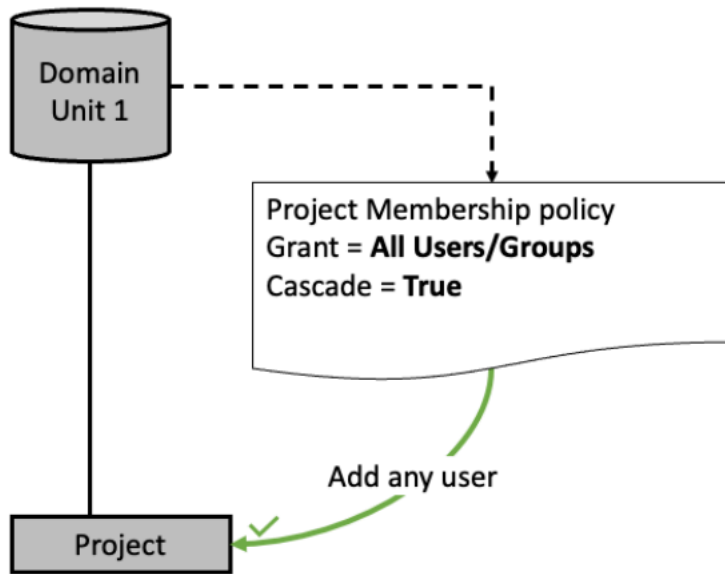 Domain
Unit 1
Project Membership policy
Grant = All Users/Groups
Cascade = True
Add any user
Project